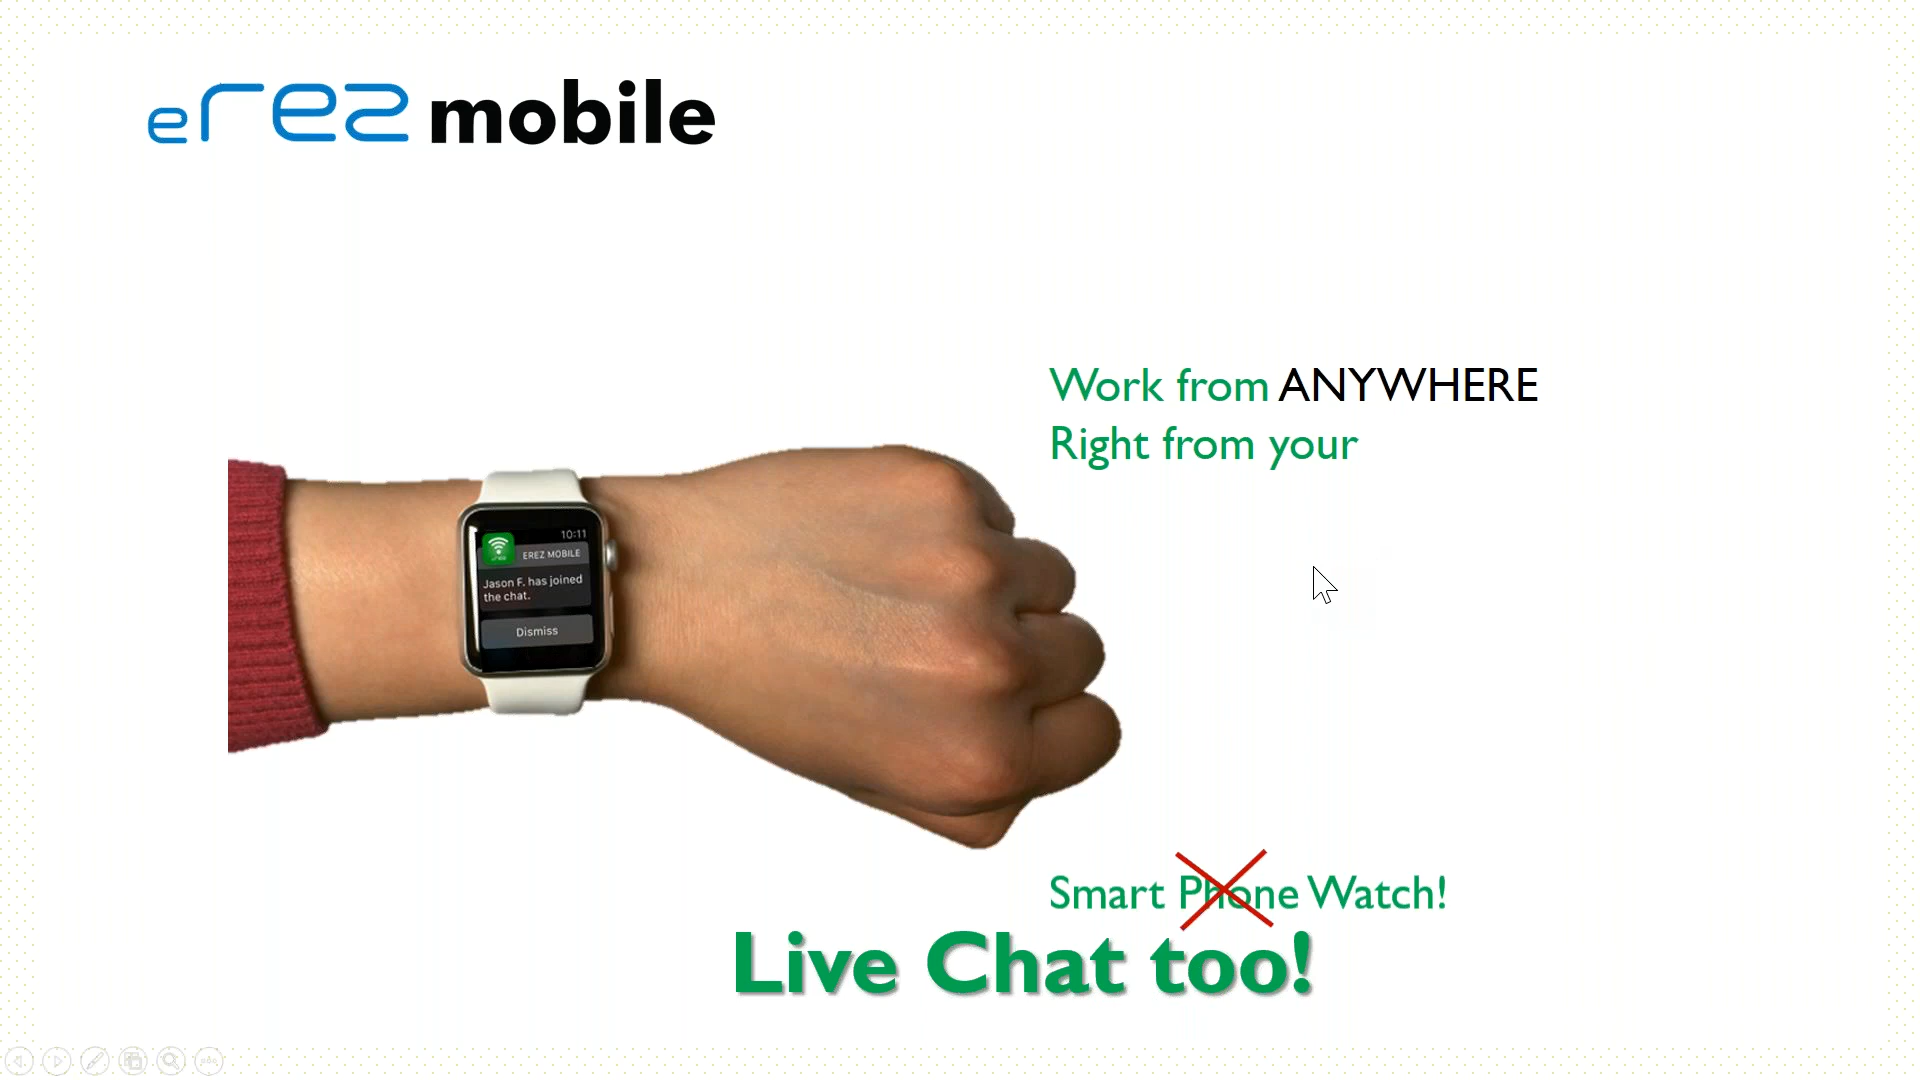 erez mobile
Work from ANYWHERE
Right from your
10:11
EREZ MOBILE
Jason F. has joined
the chat.
Dismiss
Smart Phone Watch!
Live Chat too!